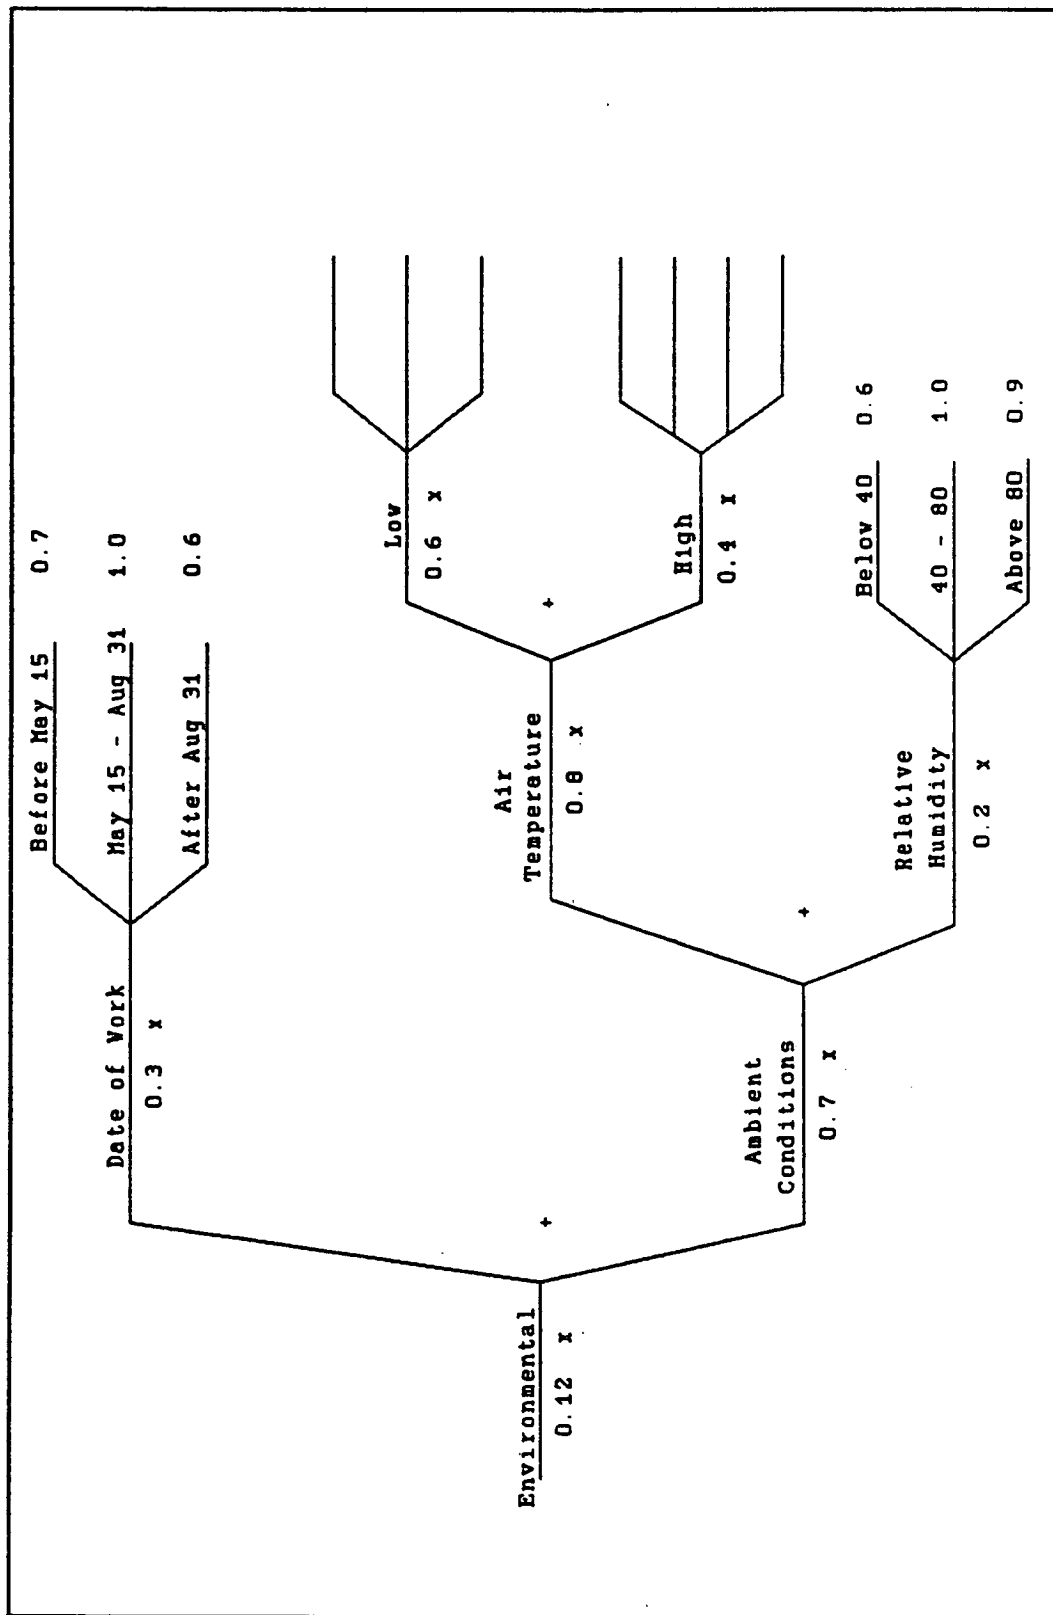 Environmental
0.12 x
+
Date of Work
0.3 x
Before May 15 0.7
May 15 - Aug 31 1.0
After Aug 31 0.6
Ambient
Conditions
0.7 x
+
Air
Temperature
0.8 x
+
Low
0.6 x
High
0.4 x
Relative
Humidity
0.2 x
Below 40 0.6
40 - 80 1.0
Above 80 0.9